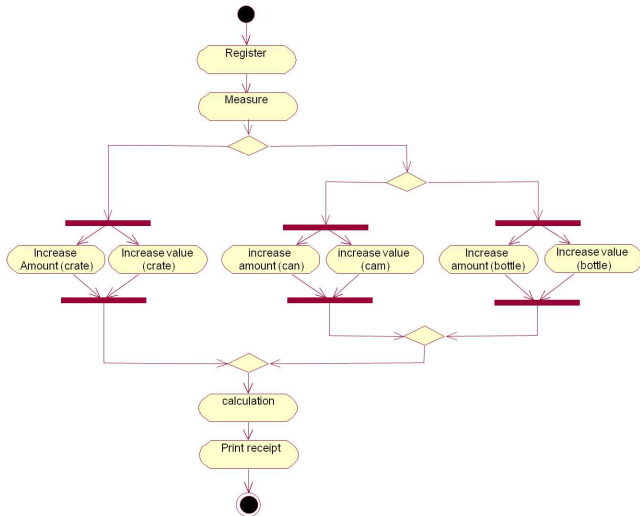 Register
Measure
Increase
Amount (crate)
Increase value
(crate)
increase
amount (can)
increase value
(cam)
Increase
amount (bottle)
Increase value
(bottle)
calculation
Print receipt